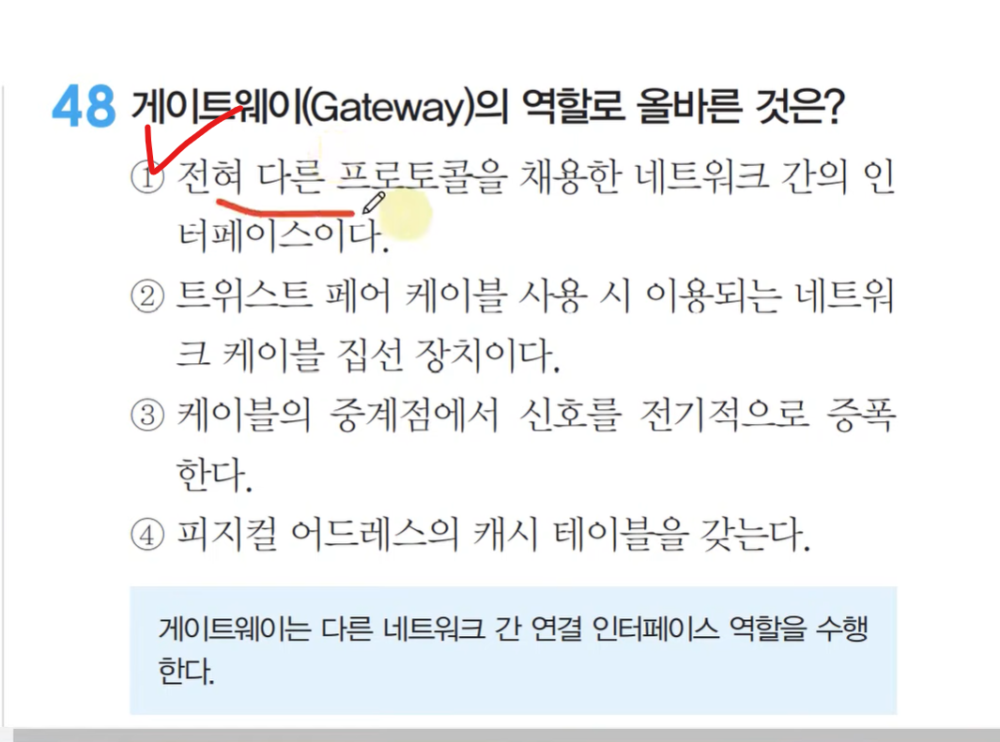 48 게이트웨이(Gateway)의 역할로 올바른 것은?
① 전혀 다른 프로토콜을 채용한 네트워크 간의 인
터페이스이다.
② 트위스트 페어 케이블 사용 시 이용되는 네트워
크 케이블 집선 장치이다.
③ 케이블의 중계점에서 신호를 전기적으로 증폭
한다.
④ 피지컬 어드레스의 캐시 테이블을 갖는다.
게이트웨이는 다른 네트워크 간 연결 인터페이스 역할을 수행
한다.